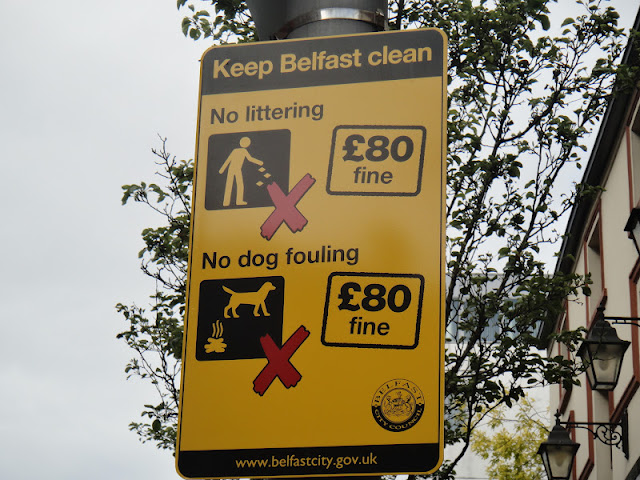 Keep Belfast clean
No littering
£80
fine
No dog fouling
£80
fine
BELFAST
CITY COUNCIL
www.belfastcity.gov.uk